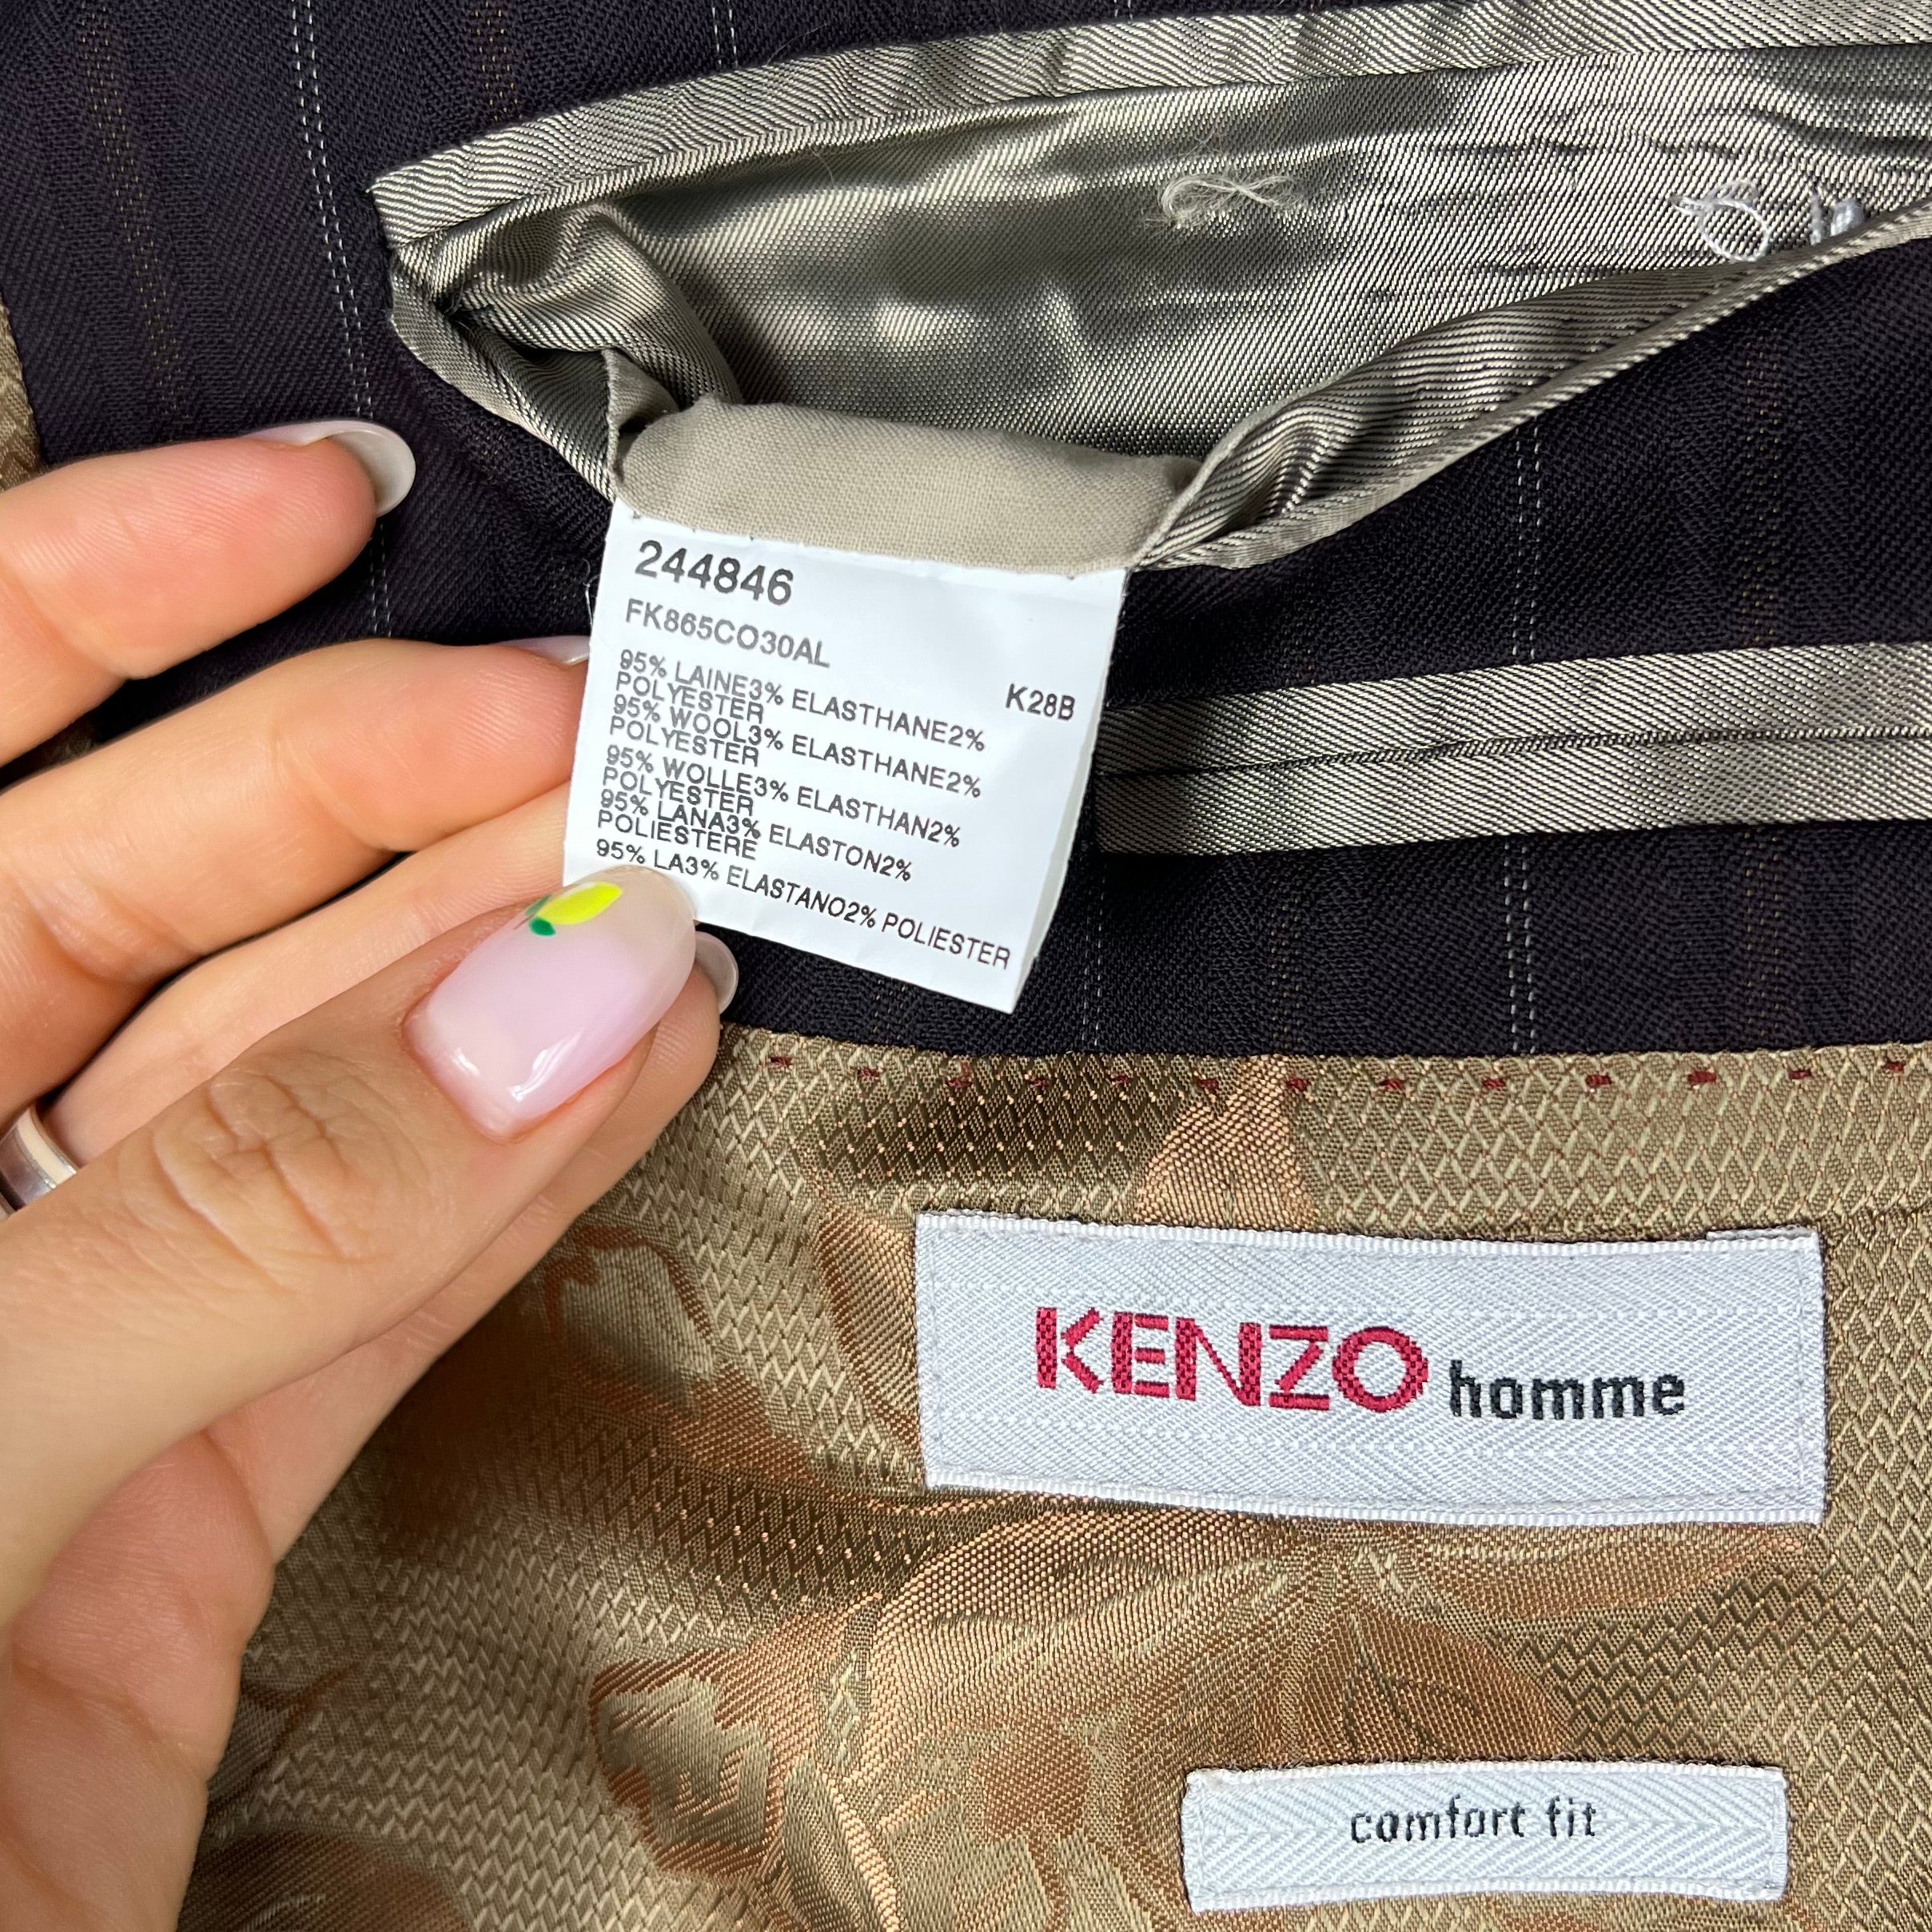 244846
FK865CO30AL
K28B
95% LAINE3% ELASTHANE2%
POLYESTER
95% WOOL3% ELASTHANE2%
POLYESTER
95% WOLLE3% ELASTHAN2%
POLYESTER
95% LANA3% ELASTON2%
POLIESTERE
95% LA3% ELASTANO2% POLIESTER
KENZO homme
comfort fit